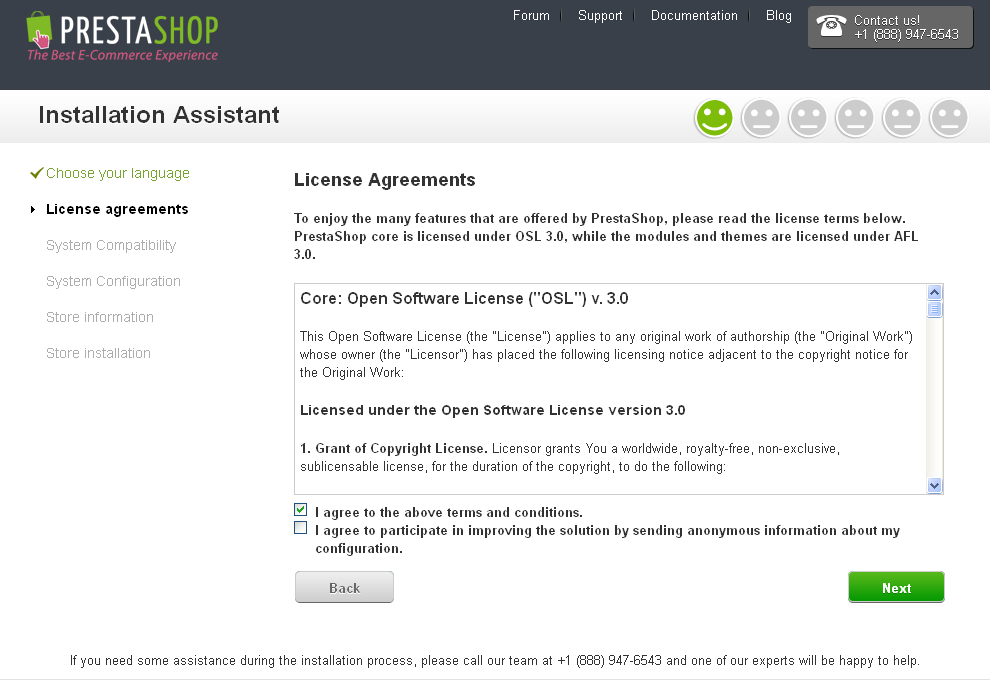 PRESTASHOP
The Best E-Commerce Experience
Forum
Support
Documentation
Blog
Contact us!
+1 (888) 947-6543
Installation Assistant
Choose your language
License agreements
System Compatibility
System Configuration
Store information
Store installation
License Agreements
To enjoy the many features that are offered by PrestaShop, please read the license terms below.
PrestaShop core is licensed under OSL 3.0, while the modules and themes are licensed under AFL
3.0.
Core: Open Software License ("OSL") v. 3.0
This Open Software License (the "License") applies to any original work of authorship (the "Original Work")
whose owner (the "Licensor") has placed the following licensing notice adjacent to the copyright notice for
the Original Work:
Licensed under the Open Software License version 3.0
1. Grant of Copyright License. Licensor grants You a worldwide, royalty-free, non-exclusive,
sublicensable license, for the duration of the copyright, to do the following:
I agree to the above terms and conditions.
I agree to participate in improving the solution by sending anonymous information about my
configuration.
Back
Next
If you need some assistance during the installation process, please call our team at +1 (888) 947-6543 and one of our experts will be happy to help.